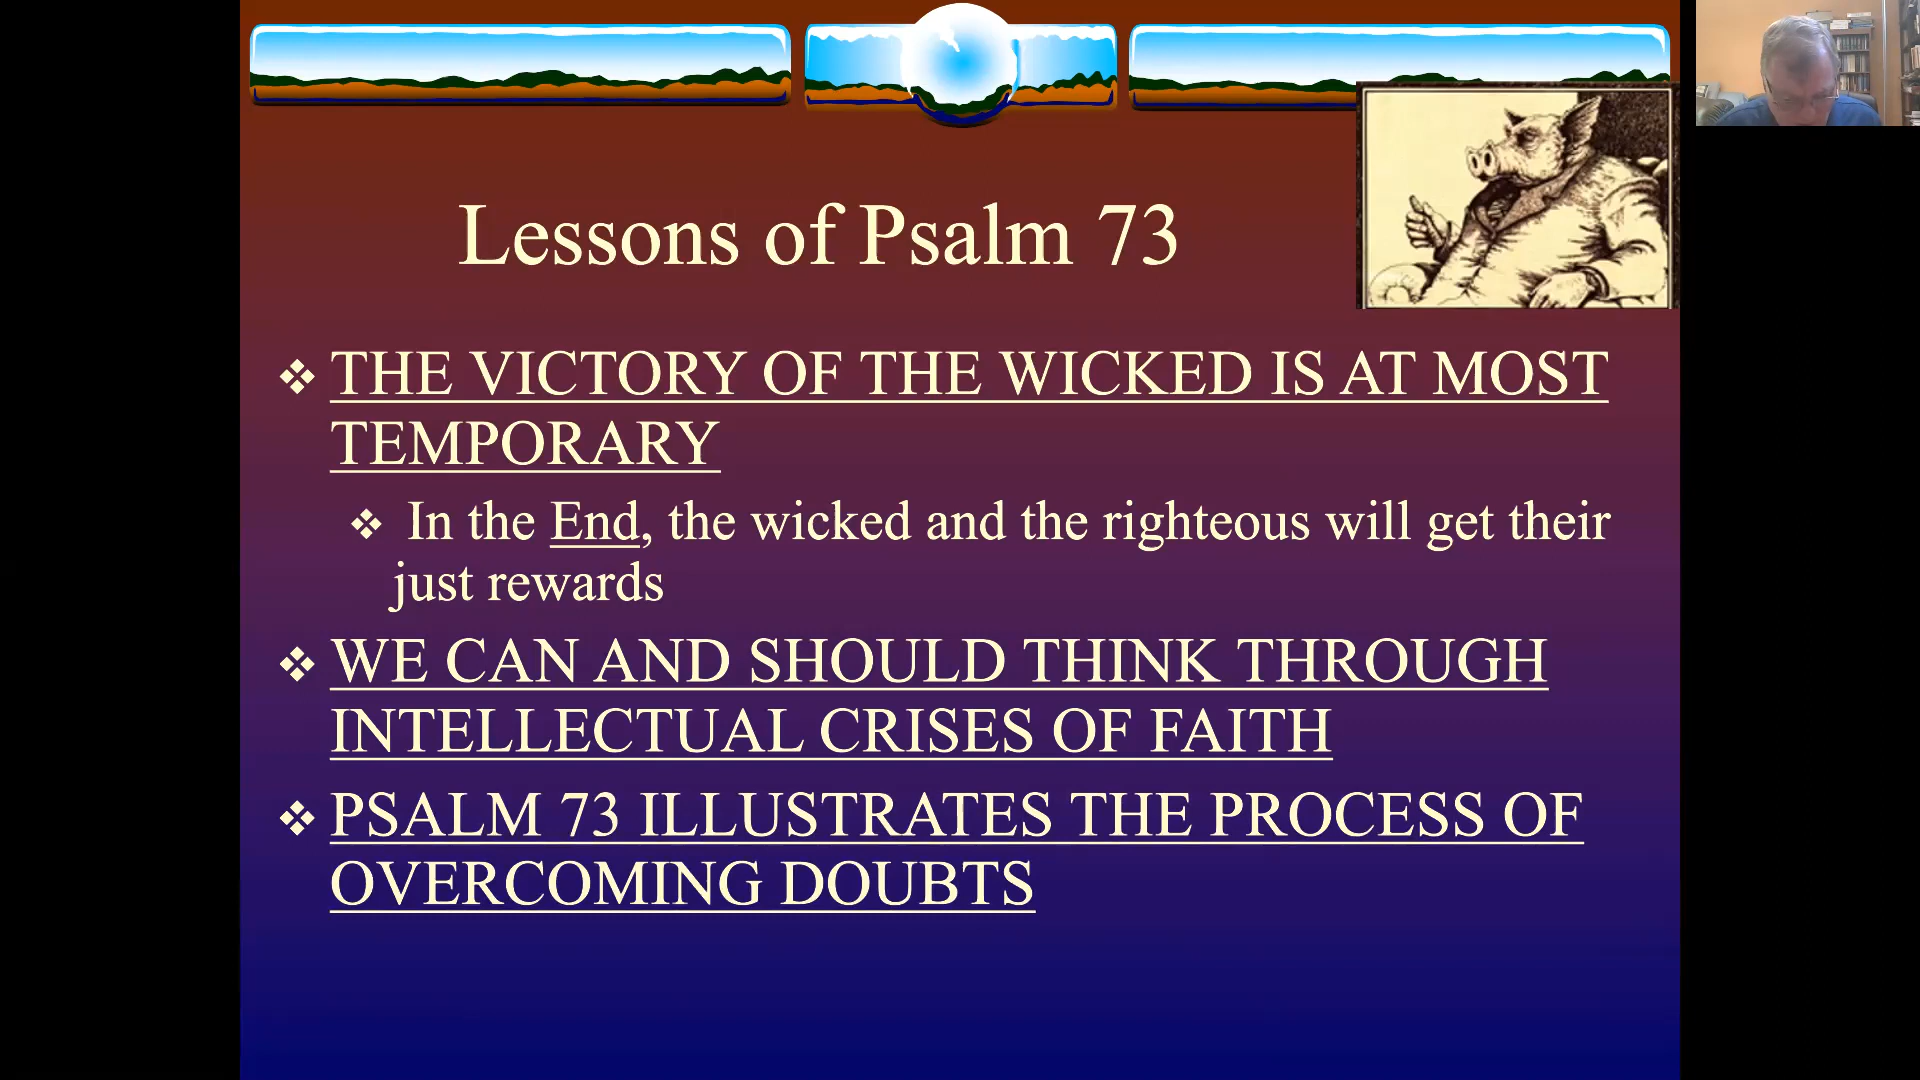 Lessons of Psalm 73
THE VICTORY OF THE WICKED IS AT MOST
TEMPORARY
In the End, the wicked and the righteous will get their
just rewards
WE CAN AND SHOULD THINK THROUGH
INTELLECTUAL CRISES OF FAITH
PSALM 73 ILLUSTRATES THE PROCESS OF
OVERCOMING DOUBTS